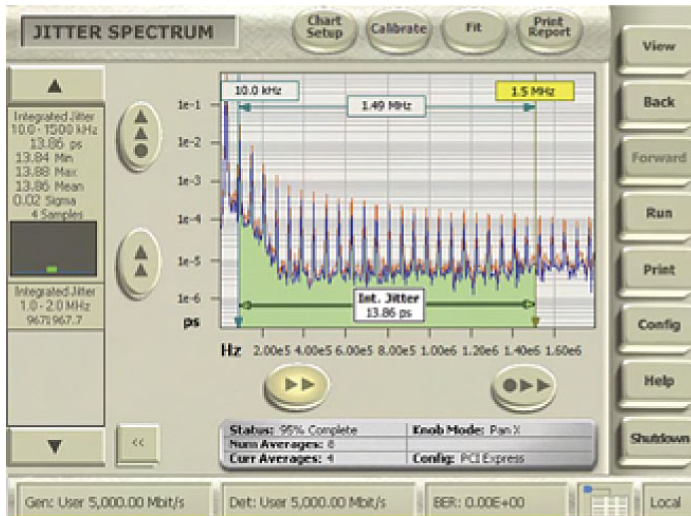 JITTER SPECTRUM
Chart Setup
Calibrate
Fit
Print Report
View
Back
Forward
Run
Print
Config
Help
Shutdown
Integrated Jitter
10.0 - 1500 kHz
13.86 ps
13.84 Min
13.88 Max
13.86 Mean
0.02 Sigma
4 Samples
Integrated Jitter
1.0 - 2.0 MHz
9671967.7
<<
10.0 kHz
1.49 MHz
1.5 MHz
1e-1
1e-2
1e-3
1e-4
1e-5
1e-6
ps
Int. Jitter
13.86 ps
Hz 2.00e5 4.00e5 6.00e5 8.00e5 1.00e6 1.20e6 1.40e6 1.60e6
Status: 95% Complete
Knob Mode: Pan X
Num Averages: 8
Curr Averages: 4
Config: PCI Express
Gen: User 5,000.00 Mbit/s
Det: User 5,000.00 Mbit/s
BER: 0.00E+00
Local